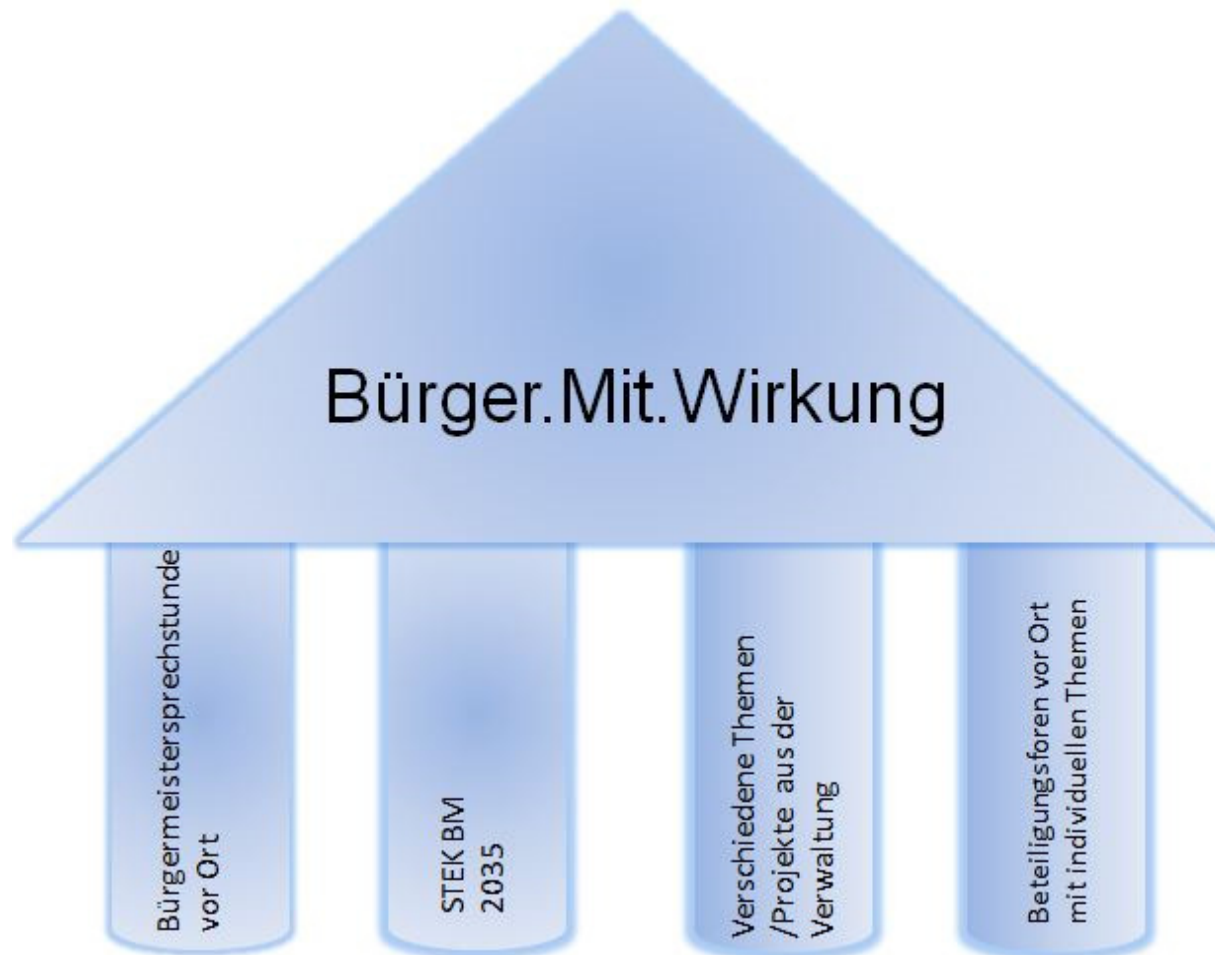 Bürger.Mit.Wirkung
Bürgermeistersprechstunde
vor Ort
STEK BM
2035
Verschiedene Themen
/Projekte aus der
Verwaltung
Beteiligungsforen vor Ort
mit individuellen Themen